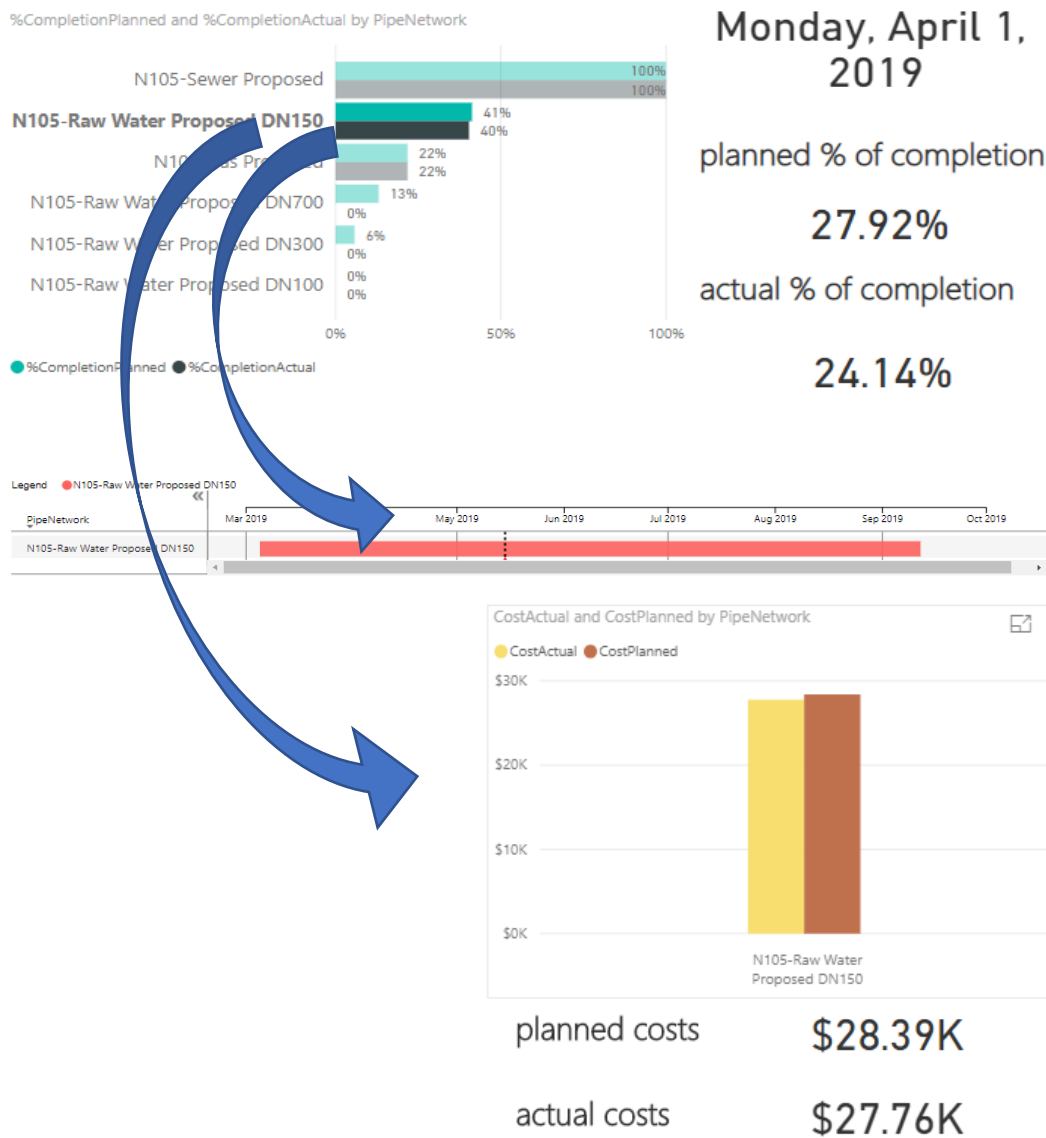 %CompletionPlanned and %CompletionActual by PipeNetwork
Monday, April 1,
2019
N105-Sewer Proposed
100%
100%
N105-Raw Water Proposed DN150
41%
40%
22%
22%
N105-Raw Water Proposed DN700
13%
0%
N105-Raw Water Proposed DN300
6%
0%
N105-Raw Water Proposed DN100
0%
0%
0% 50% 100%
%CompletionPlanned %CompletionActual
planned % of completion
27.92%
actual % of completion
24.14%
Legend N105-Raw Water Proposed DN150
PipeNetwork
Mar 2019 May 2019 Jun 2019 Jul 2019 Aug 2019 Sep 2019 Oct 2019
N105-Raw Water Proposed DN150
CostActual and CostPlanned by PipeNetwork
CostActual CostPlanned
$30K
$20K
$10K
$0K
N105-Raw Water
Proposed DN150
planned costs $28.39K
actual costs $27.76K